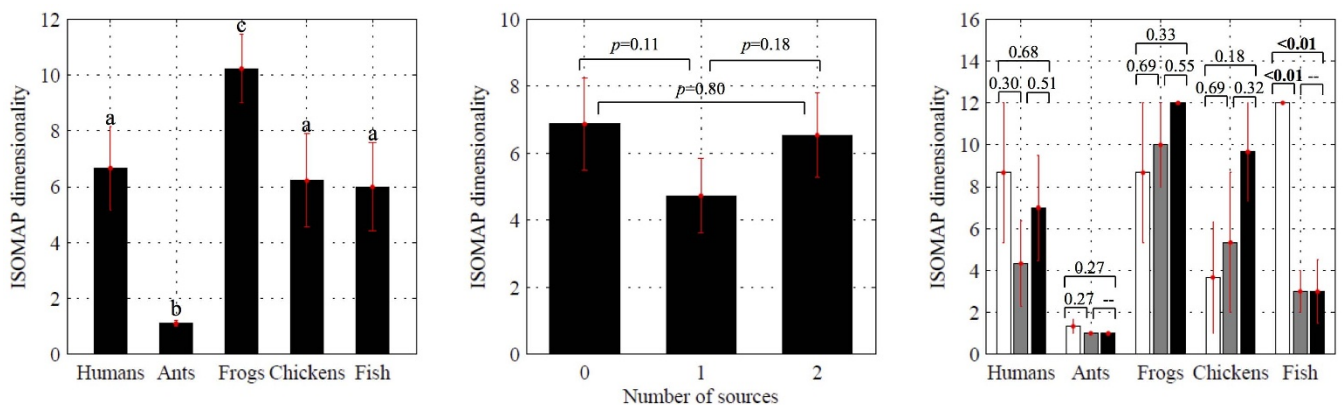 ISOMAP dimensionality
12
10
8
6
4
2
0
a
b
c
a
a
Humans Ants Frogs Chickens Fish
ISOMAP dimensionality
10
8
6
4
2
0
p=0.11
p=0.18
p=0.80
0 1 2
Number of sources
ISOMAP dimensionality
16
14
12
10
8
6
4
2
0
0.68
0.30 0.51
0.27
0.27 --
0.33
0.69 0.55
0.18
0.69 0.32
<0.01
<0.01 --
Humans Ants Frogs Chickens Fish